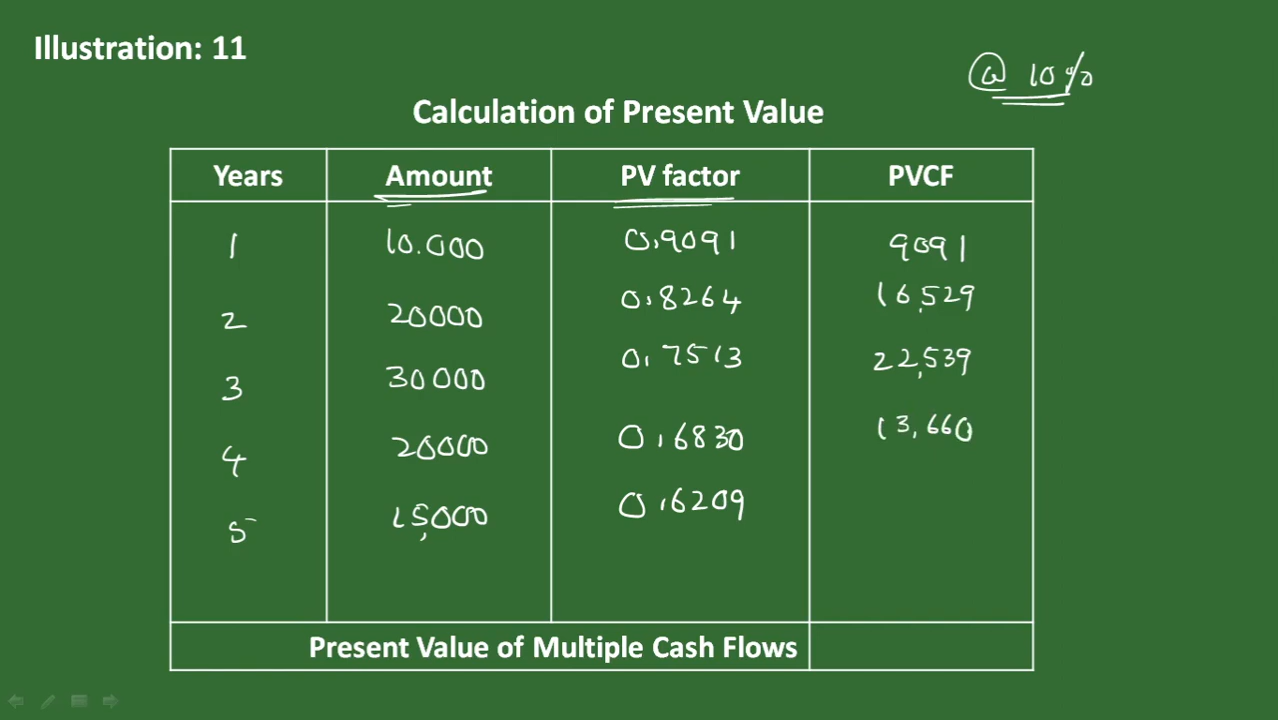 Illustration: 11
@ 10%
Calculation of Present Value
Years Amount PV factor PVCF
1 10.000 0.9091 9091
2 20000 0.8264 16,529
3 30000 0.7513 22,539
4 20000 0.6830 13,660
5 15,000 0.6209
Present Value of Multiple Cash Flows